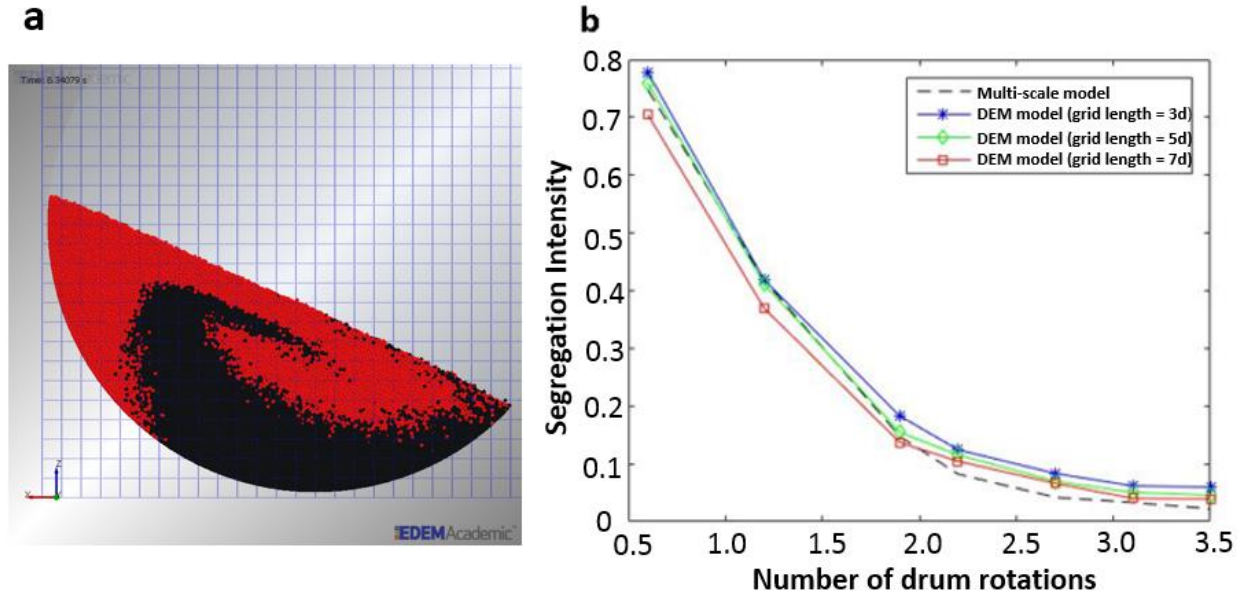 a
Time: 6.34079 s
z
EDEM Academic™
b
0.8
0.7
0.6
0.5
0.4
0.3
0.2
0.1
0
Segregation Intensity
Multi-scale model
DEM model (grid length = 3d)
DEM model (grid length = 5d)
DEM model (grid length = 7d)
0.5 1.0 1.5 2.0 2.5 3.0 3.5
Number of drum rotations